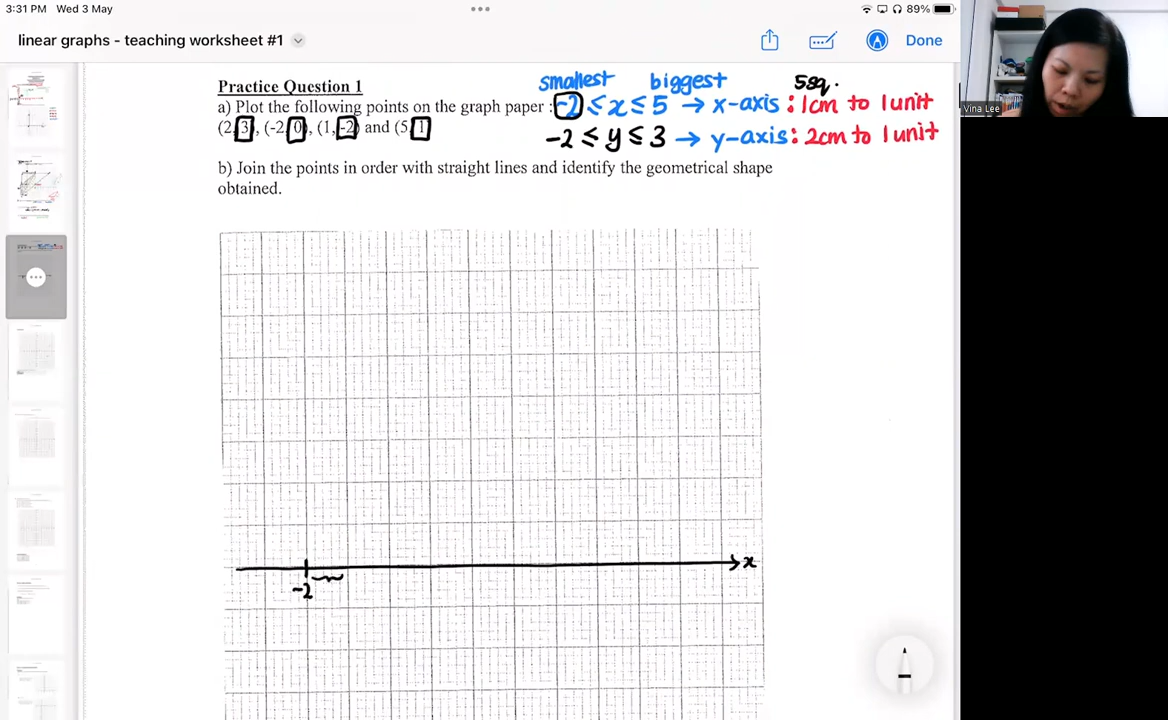 3:31 PM Wed 3 May
89%
linear graphs - teaching worksheet #1
Done
Practice Question 1
smallest biggest 5sq.
a) Plot the following points on the graph paper : -2 ≤ x ≤ 5 → x-axis : 1cm to 1unit
(2,3), (-2,0), (1,-2) and (5,1)
-2 ≤ y ≤ 3 → y-axis : 2cm to 1unit
b) Join the points in order with straight lines and identify the geometrical shape
obtained.
x
-2
Vina Lee